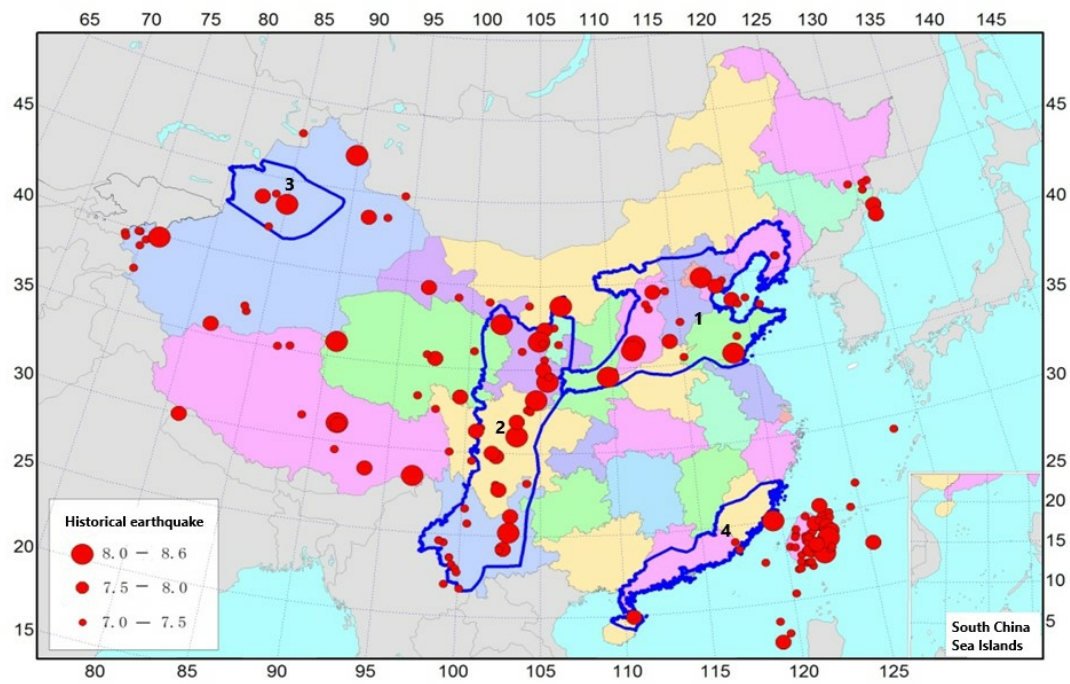 65 70 75 80 85 90 95 100 105 110 115 120 125 130 135 140 145
45 45
40 40
3
35 35
1
30 30
2
25 25
20
4
Historical earthquake
8.0 — 8.6
20 15
7.5 — 8.0
10
7.0 — 7.5
5
15
South China
Sea Islands
80 85 90 95 100 105 110 115 120 125